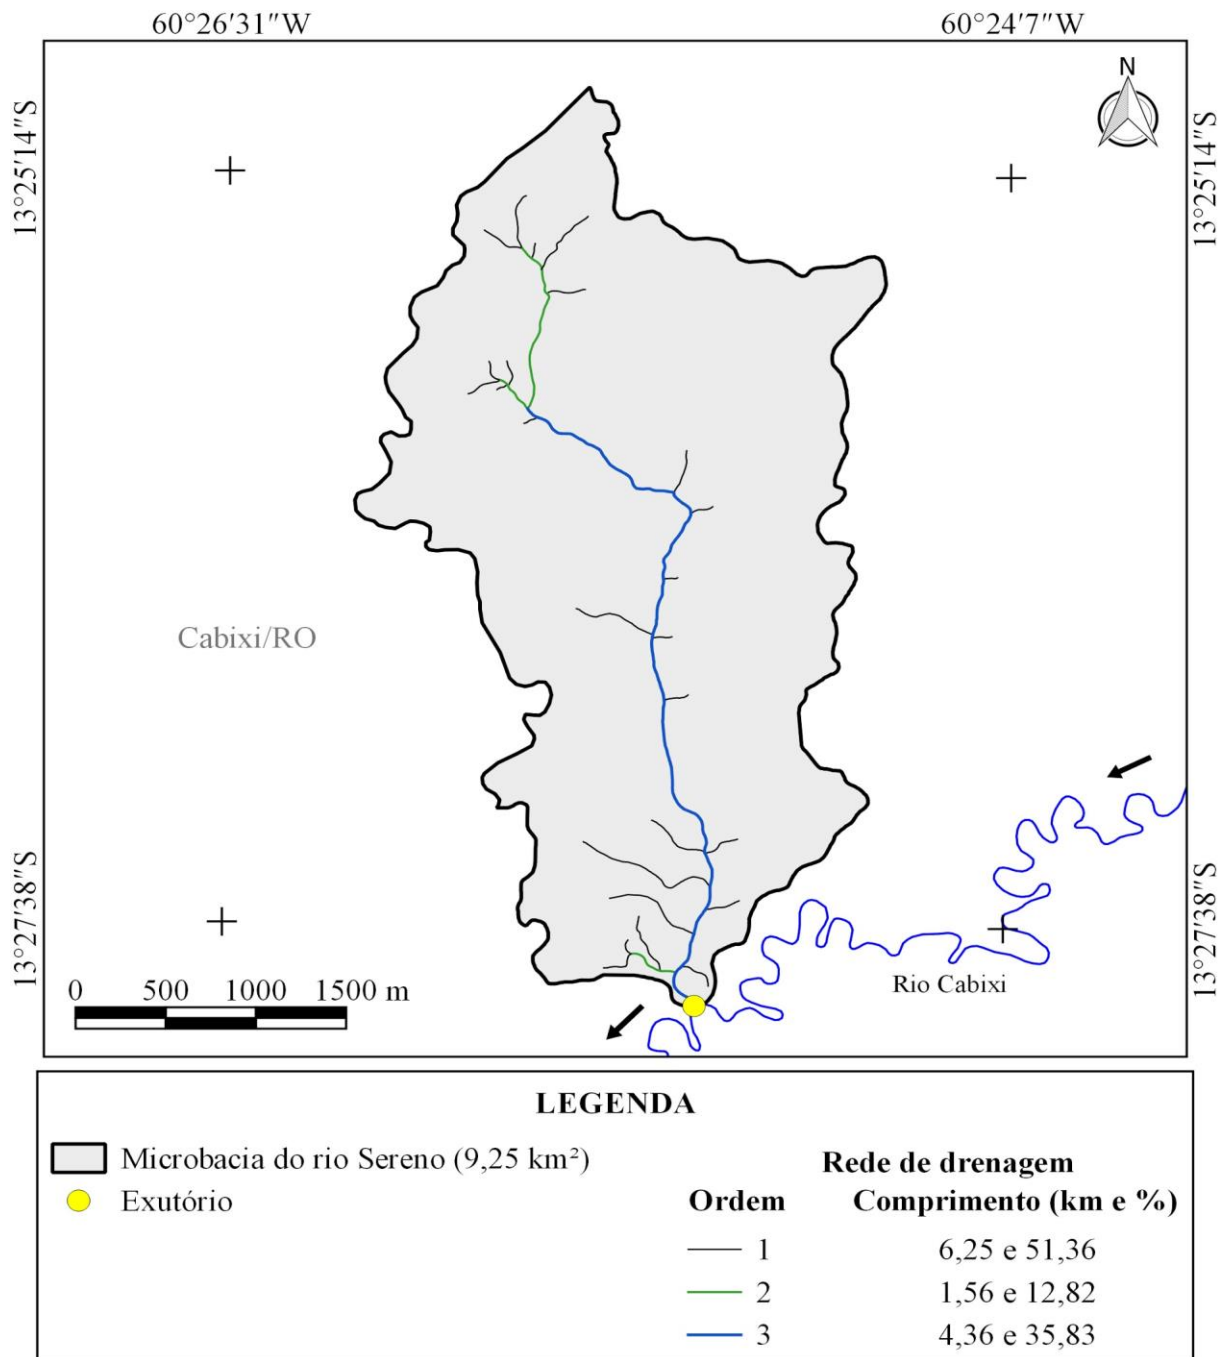 60°26'31"W
60°24'7"W
N
13°25'14"S
13°25'14"S
Cabixi/RO
13°27'38"S
13°27'38"S
Rio Cabixi
0 500 1000 1500 m
LEGENDA
Microbacia do rio Sereno (9,25 km²)
Exutório
Rede de drenagem
Ordem Comprimento (km e %)
1 6,25 e 51,36
2 1,56 e 12,82
3 4,36 e 35,83